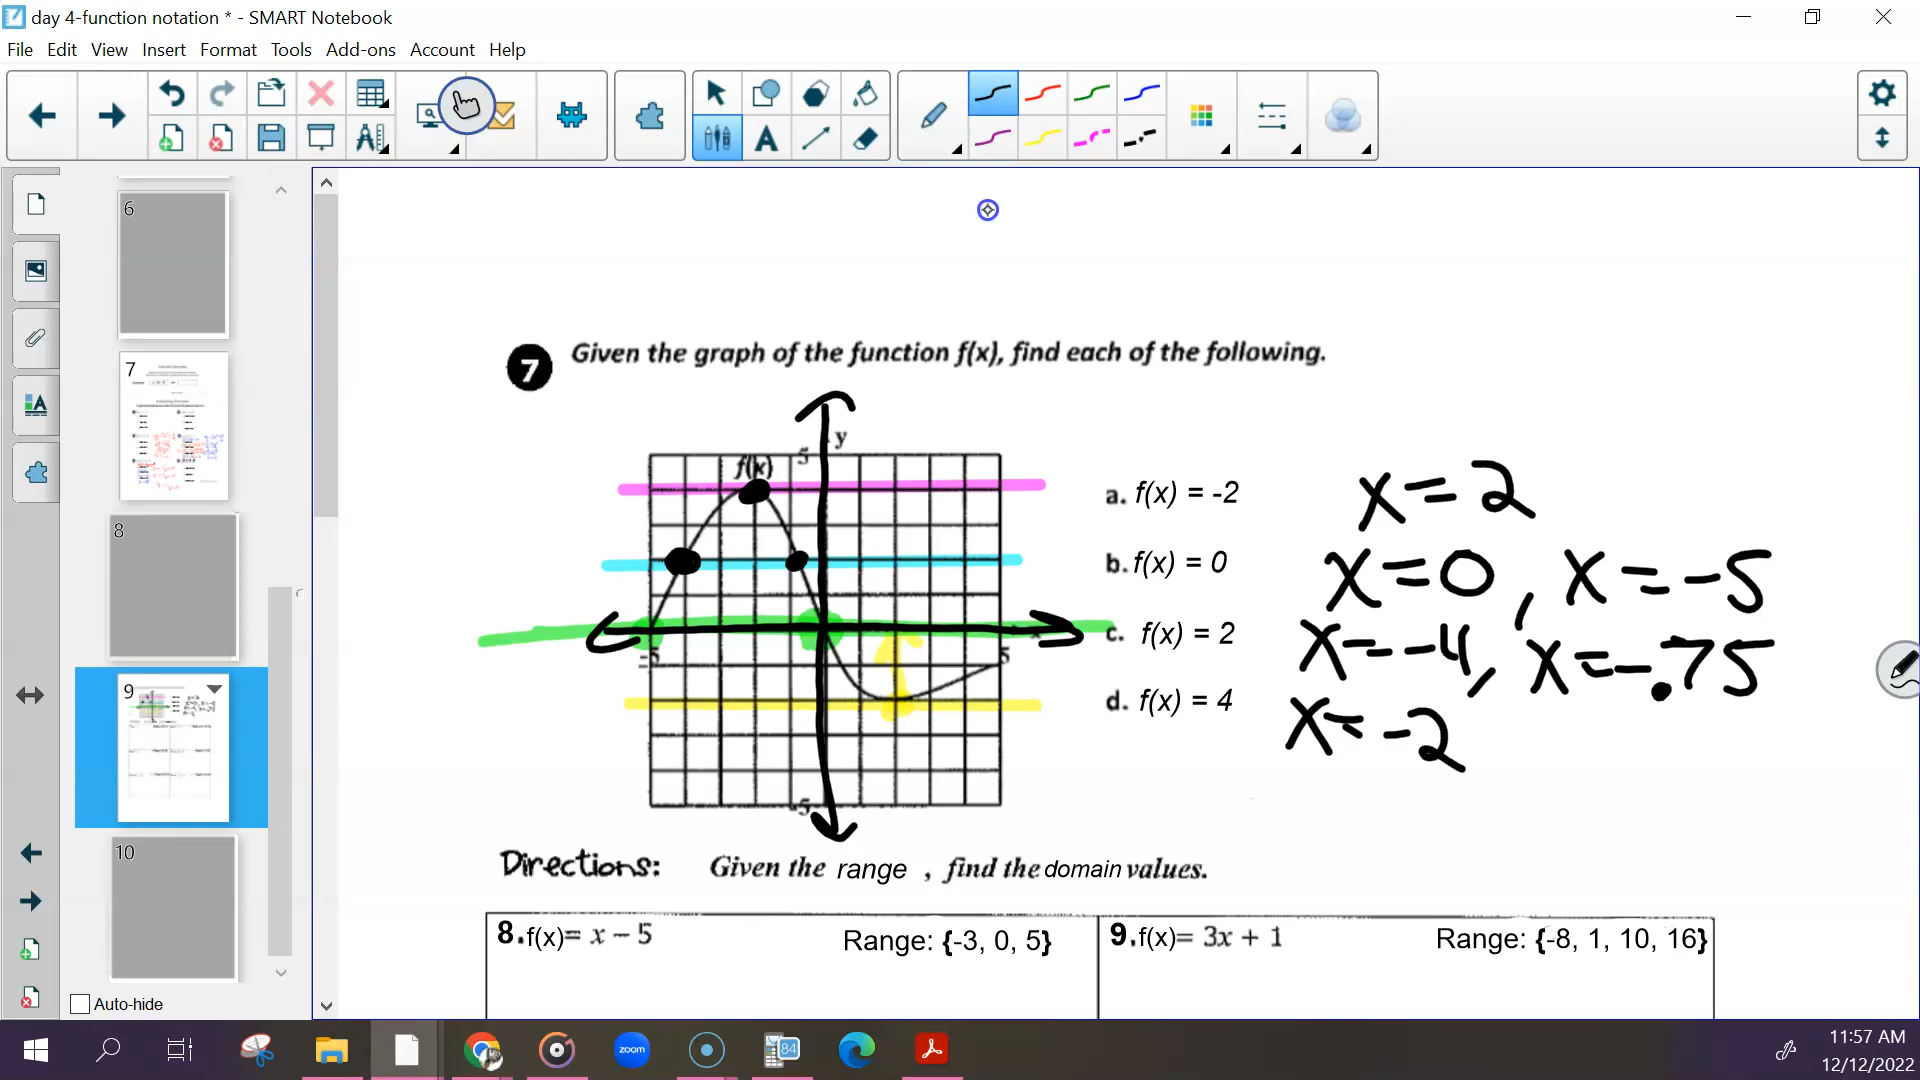 day 4-function notation * - SMART Notebook
File Edit View Insert Format Tools Add-ons Account Help
6
7
8
9
10
Auto-hide
7 Given the graph of the function f(x), find each of the following.
y
5
f(x)
-5
5
-5
a. f(x) = -2
x=2
b. f(x) = 0
x=0, x=-5
c. f(x) = 2
x=-4, x=-.75
d. f(x) = 4
x=-2
Directions: Given the range , find the domain values.
8. f(x)= x - 5 Range: {-3, 0, 5}
9. f(x)= 3x + 1 Range: {-8, 1, 10, 16}
zoom
84
11:57 AM
12/12/2022